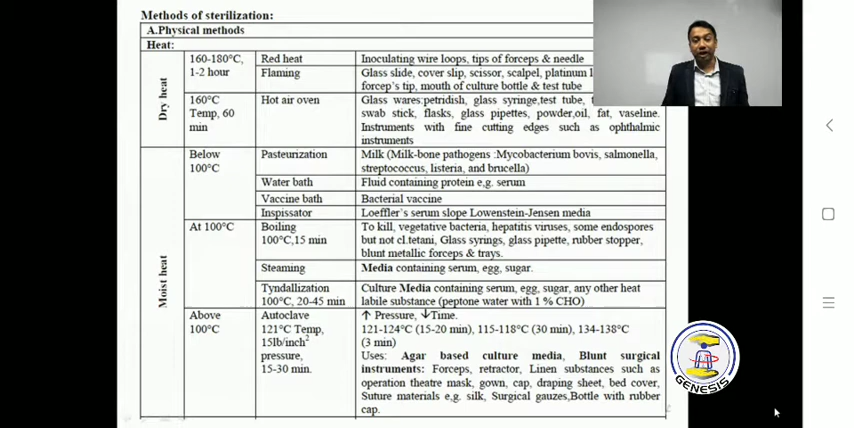 Methods of sterilization:
A.Physical methods
Heat:
Dry heat
160-180°C, 1-2 hour
Red heat
Inoculating wire loops, tips of forceps & needle
Flaming
Glass slide, cover slip, scissor, scalpel, platinum
forcep's tip, mouth of culture bottle & test tube
160°C
Temp, 60
min
Hot air oven
Glass wares:petridish, glass syringe,test tube,
swab stick, flasks, glass pipettes, powder,oil, fat, vaseline.
Instruments with fine cutting edges such as ophthalmic
instruments
Moist heat
Below
100°C
Pasteurization
Milk (Milk-bone pathogens :Mycobacterium bovis, salmonella,
streptococcus, listeria, and brucella)
Water bath
Fluid containing protein e,g. serum
Vaccine bath
Bacterial vaccine
Inspissator
Loeffler's serum slope Lowenstein-Jensen media
At 100°C
Boiling
100°C,15 min
To kill, vegetative bacteria, hepatitis viruses, some endospores
but not cl.tetani, Glass syrings, glass pipette, rubber stopper,
blunt metallic forceps & trays.
Steaming
Media containing serum, egg, sugar.
Tyndallization
100°C, 20-45 min
Culture Media containing serum, egg, sugar, any other heat
labile substance (peptone water with 1 % CHO)
Above
100°C
Autoclave
121°C Temp,
15lb/inch²
pressure,
15-30 min.
↑ Pressure, ↓Time.
121-124°C (15-20 min), 115-118°C (30 min), 134-138°C
(3 min)
Uses: Agar based culture media, Blunt surgical
instruments: Forceps, retractor, Linen substances such as
operation theatre mask, gown, cap, draping sheet, bed cover,
Suture materials e,g. silk, Surgical gauzes,Bottle with rubber
cap.
GENESIS
2